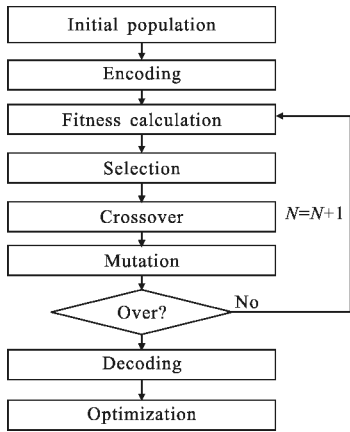 Initial population
Encoding
Fitness calculation
Selection
Crossover
N=N+1
Mutation
Over?
No
Decoding
Optimization